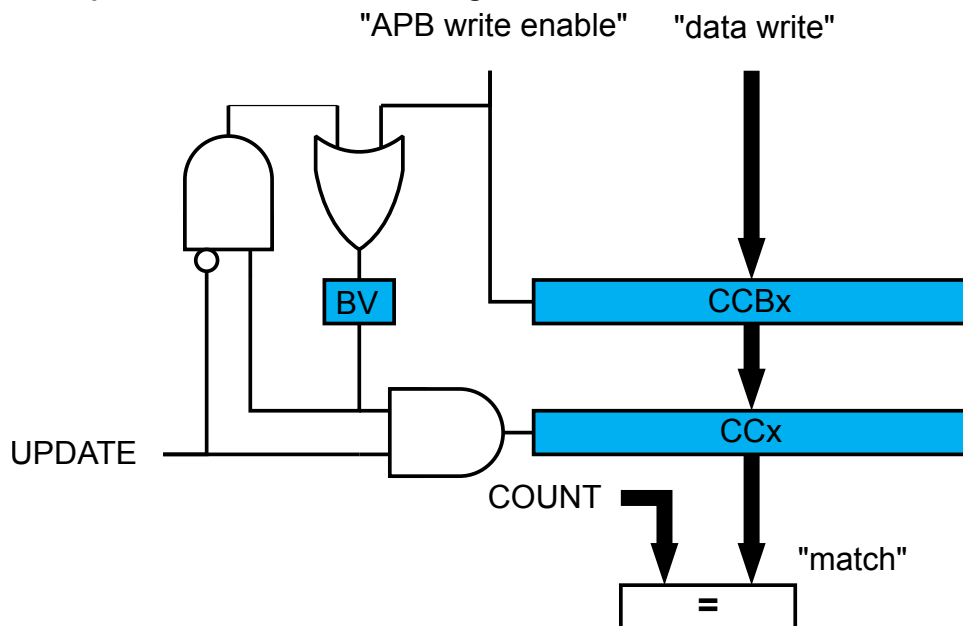 "APB write enable" "data write"
BV
CCBx
CCx
UPDATE
COUNT
"match"
=